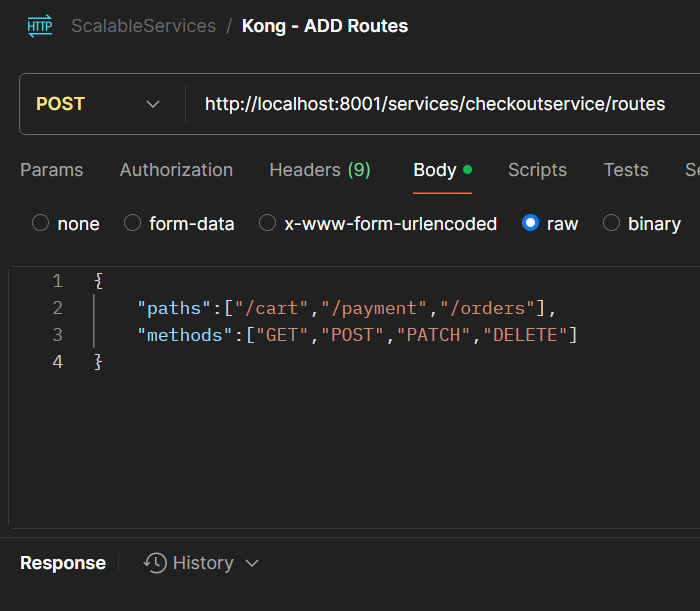 HTTP ScalableServices / Kong - ADD Routes
POST http://localhost:8001/services/checkoutservice/routes
Params Authorization Headers (9) Body Scripts Tests Se
none form-data x-www-form-urlencoded raw binary
1 {
2 "paths":["/cart","/payment","/orders"],
3 "methods":["GET","POST","PATCH","DELETE"]
4 }
Response History